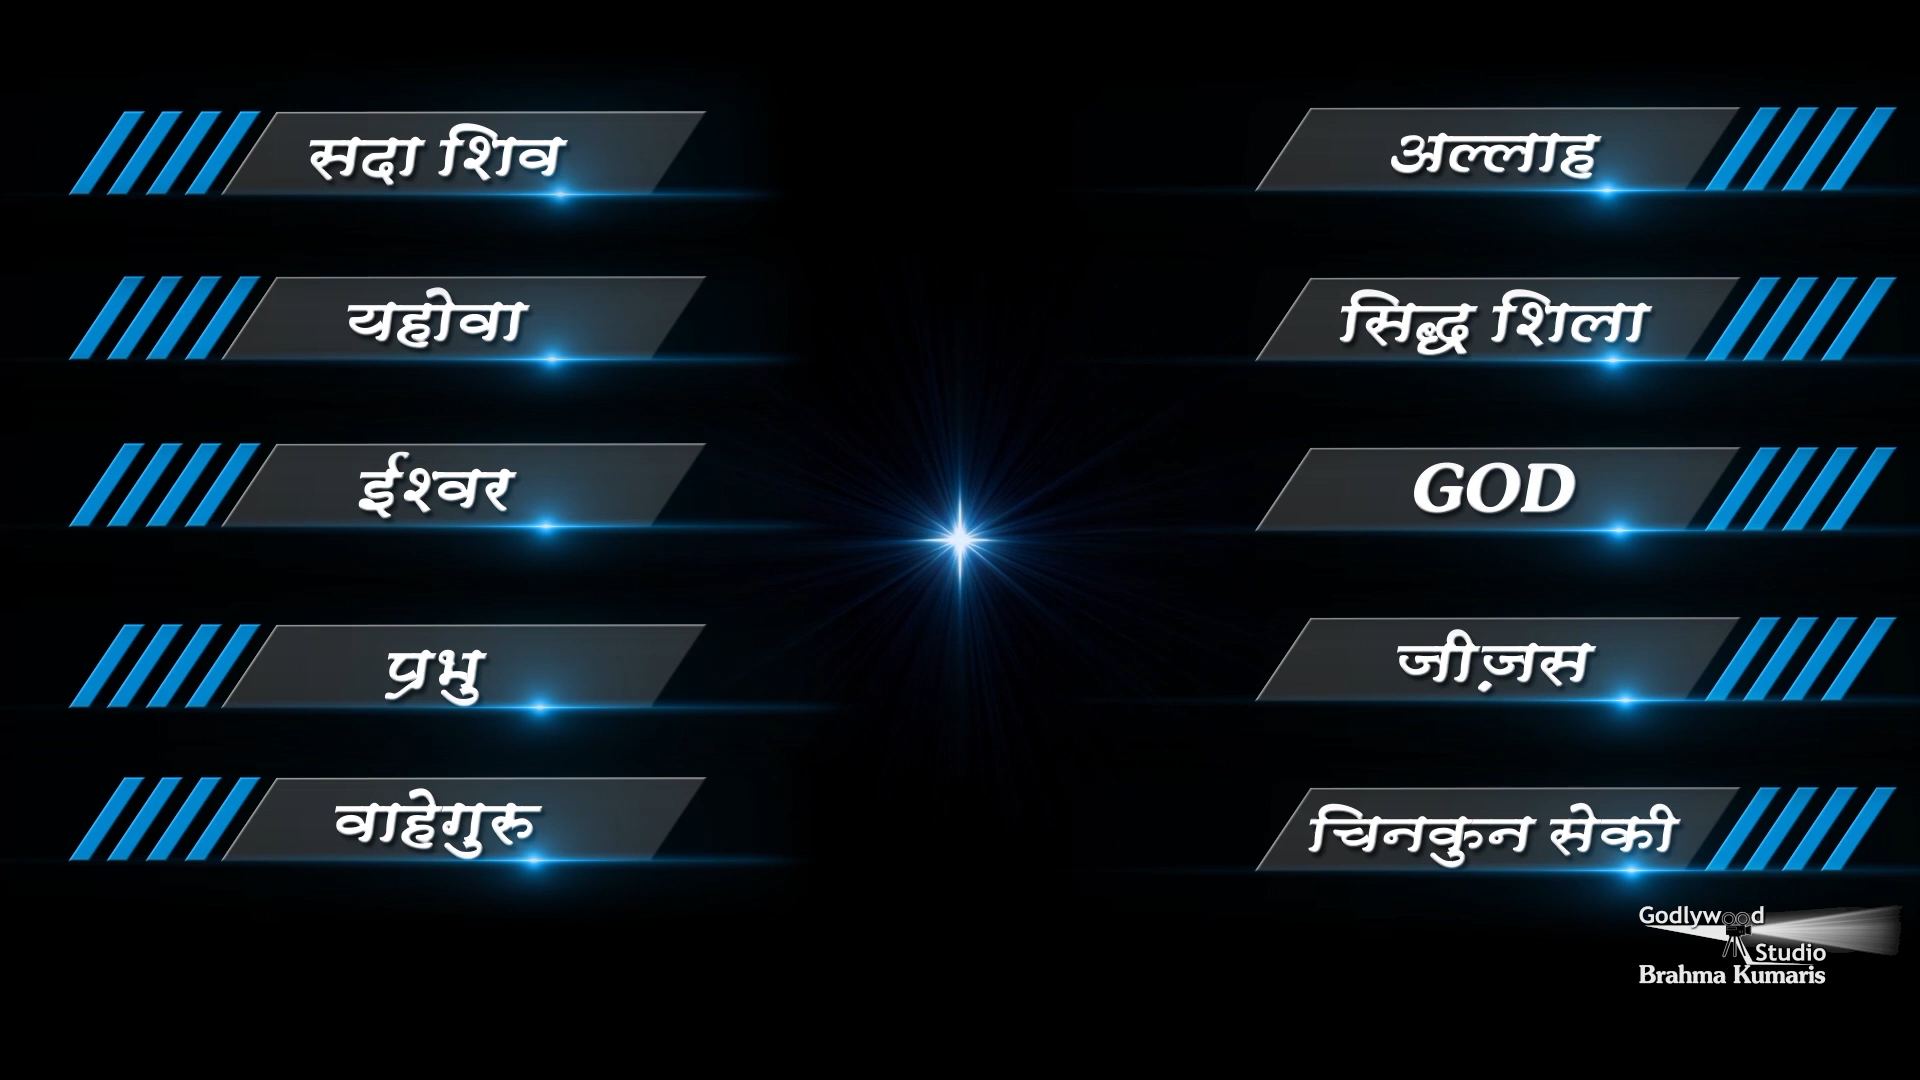 सदा शिव
यहोवा
ईश्वर
प्रभु
वाहेगुरु
अल्लाह
सिद्ध शिला
GOD
जीज़स
चिनकुन सेकी
Godlywood
Studio
Brahma Kumaris